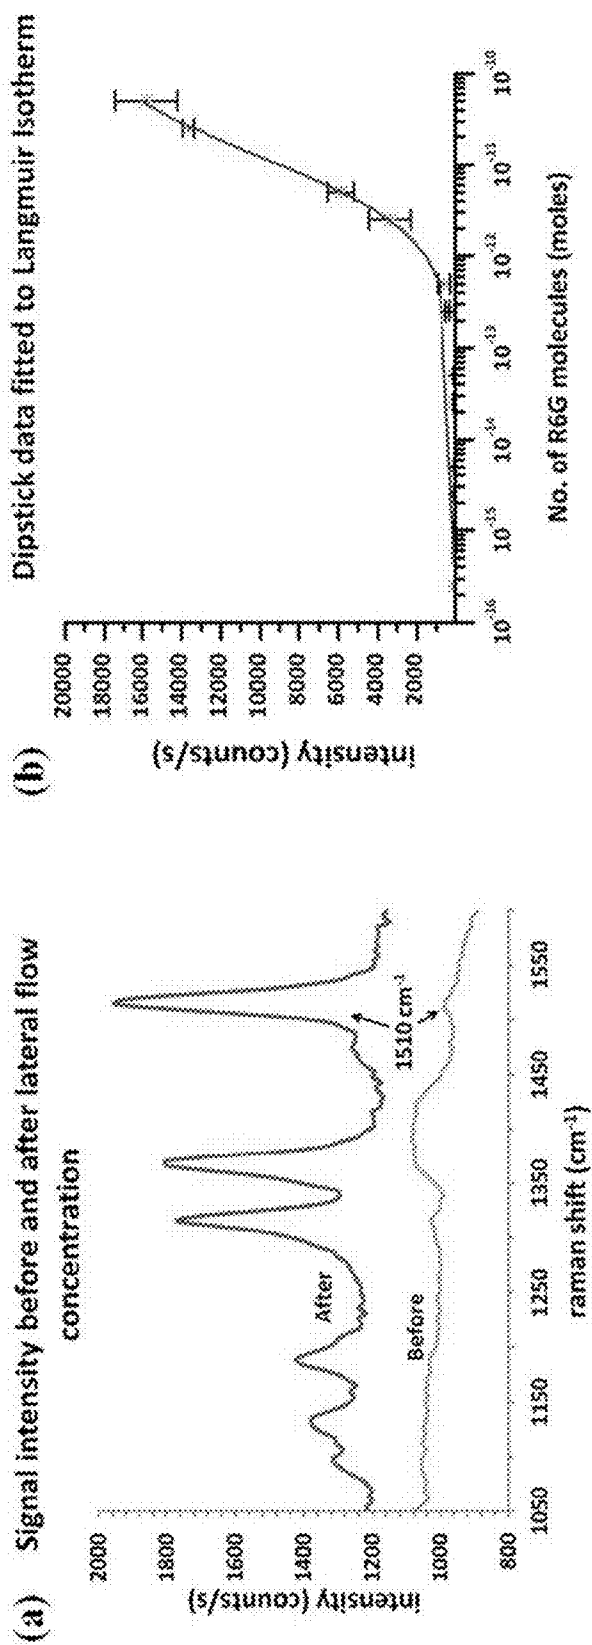 (a) Signal intensity before and after lateral flow
concentration
intensity (counts/s)
2000
1800
1600
1400
1200
1000
800
After
Before
1510 cm⁻¹
1050 1150 1250 1350 1450 1550
raman shift (cm⁻¹)
(b) Dipstick data fitted to Langmuir Isotherm
intensity (counts/s)
20000
18000
16000
14000
12000
10000
8000
6000
4000
2000
10⁻¹⁶ 10⁻¹⁵ 10⁻¹⁴ 10⁻¹³ 10⁻¹² 10⁻¹¹ 10⁻¹⁰
No. of R6G molecules (moles)